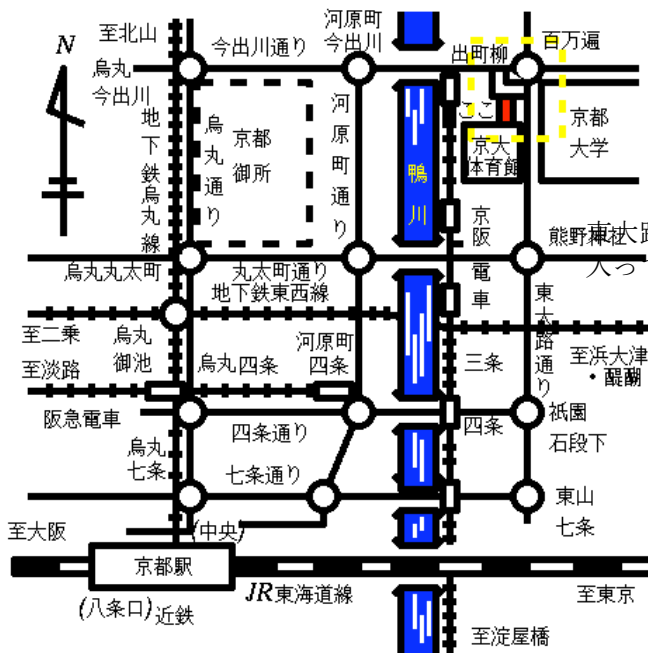 至北山
河原町
今出川
今出川通り
出町柳
百万遍
N
烏丸
今出川
地下鉄烏丸線
烏丸通り
京都
御所
河原町通り
鴨川
ここ
京大
体育館
京都
大学
京阪電車
熊野神社
東大路
入っ
烏丸丸太町
丸太町通り
地下鉄東西線
東大路通り
至二乗
烏丸
御池
河原町
四条
烏丸四条
三条
至浜大津
・醍醐
至淡路
阪急電車
四条通り
四条
祇園
石段下
烏丸
七条
七条通り
東山
七条
至大阪
(中央)
京都駅
JR東海道線
至東京
(八条口)近鉄
至淀屋橋